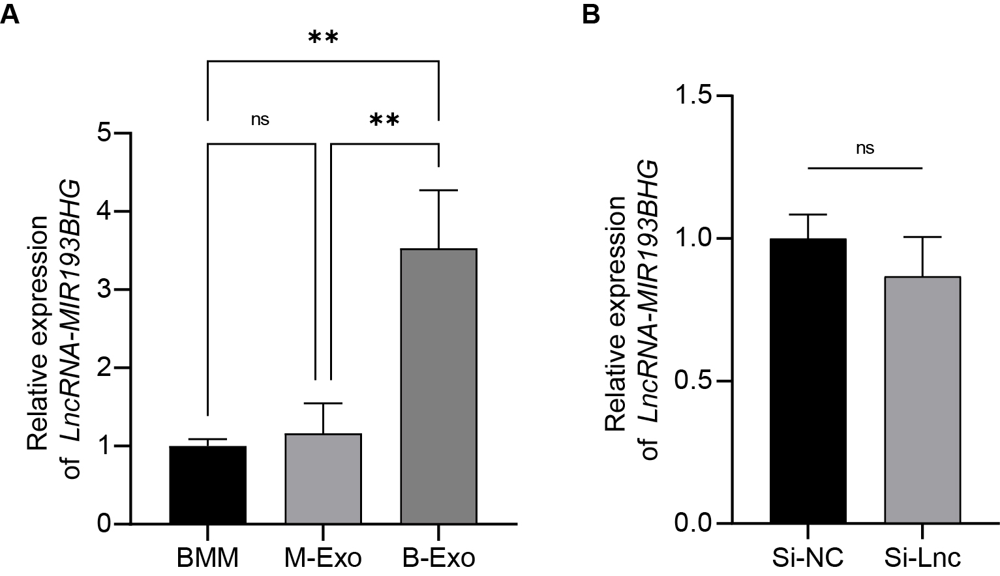 A
**
ns
**
5
4
3
2
1
0
Relative expression
of LncRNA-MIR193BHG
BMM
M-Exo
B-Exo
B
ns
1.5
1.0
0.5
0.0
Relative expression
of LncRNA-MIR193BHG
Si-NC
Si-Lnc